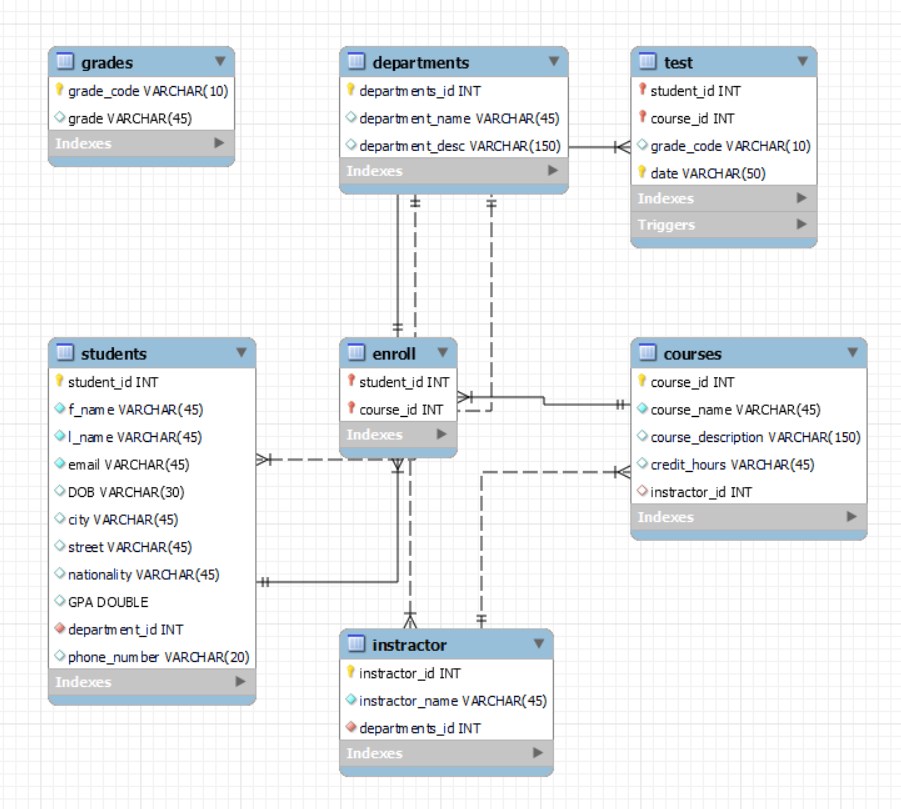 grades
grade_code VARCHAR(10)
grade VARCHAR(45)
Indexes
departments
departments_id INT
department_name VARCHAR(45)
department_desc VARCHAR(150)
Indexes
test
student_id INT
course_id INT
grade_code VARCHAR(10)
date VARCHAR(50)
Indexes
Triggers
students
student_id INT
f_name VARCHAR(45)
l_name VARCHAR(45)
email VARCHAR(45)
DOB VARCHAR(30)
city VARCHAR(45)
street VARCHAR(45)
nationality VARCHAR(45)
GPA DOUBLE
department_id INT
phone_number VARCHAR(20)
Indexes
enroll
student_id INT
course_id INT
Indexes
courses
course_id INT
course_name VARCHAR(45)
course_description VARCHAR(150)
credit_hours VARCHAR(45)
instractor_id INT
Indexes
instractor
instractor_id INT
instractor_name VARCHAR(45)
departments_id INT
Indexes